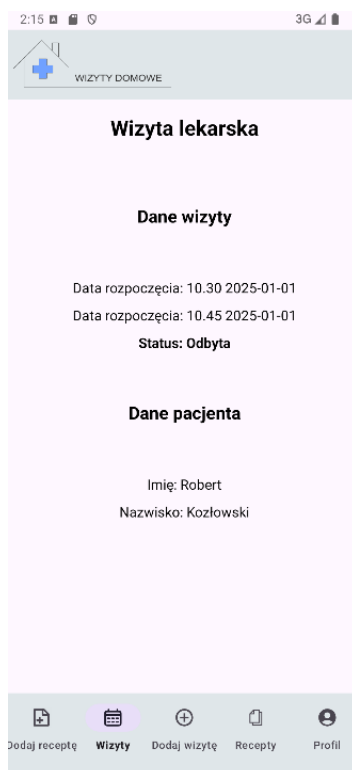 2:15 3G
WIZYTY DOMOWE
Wizyta lekarska
Dane wizyty
Data rozpoczęcia: 10.30 2025-01-01
Data rozpoczęcia: 10.45 2025-01-01
Status: Odbyta
Dane pacjenta
Imię: Robert
Nazwisko: Kozłowski
Dodaj receptę Wizyty Dodaj wizytę Recepty Profil